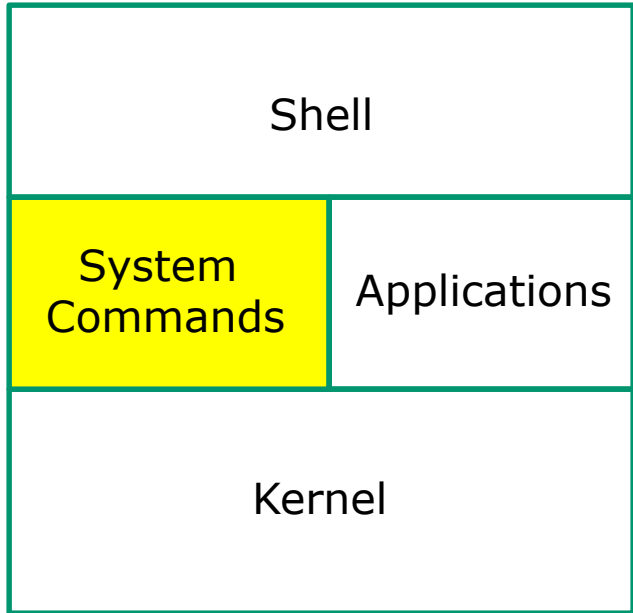 Shell
System
Commands
Applications
Kernel